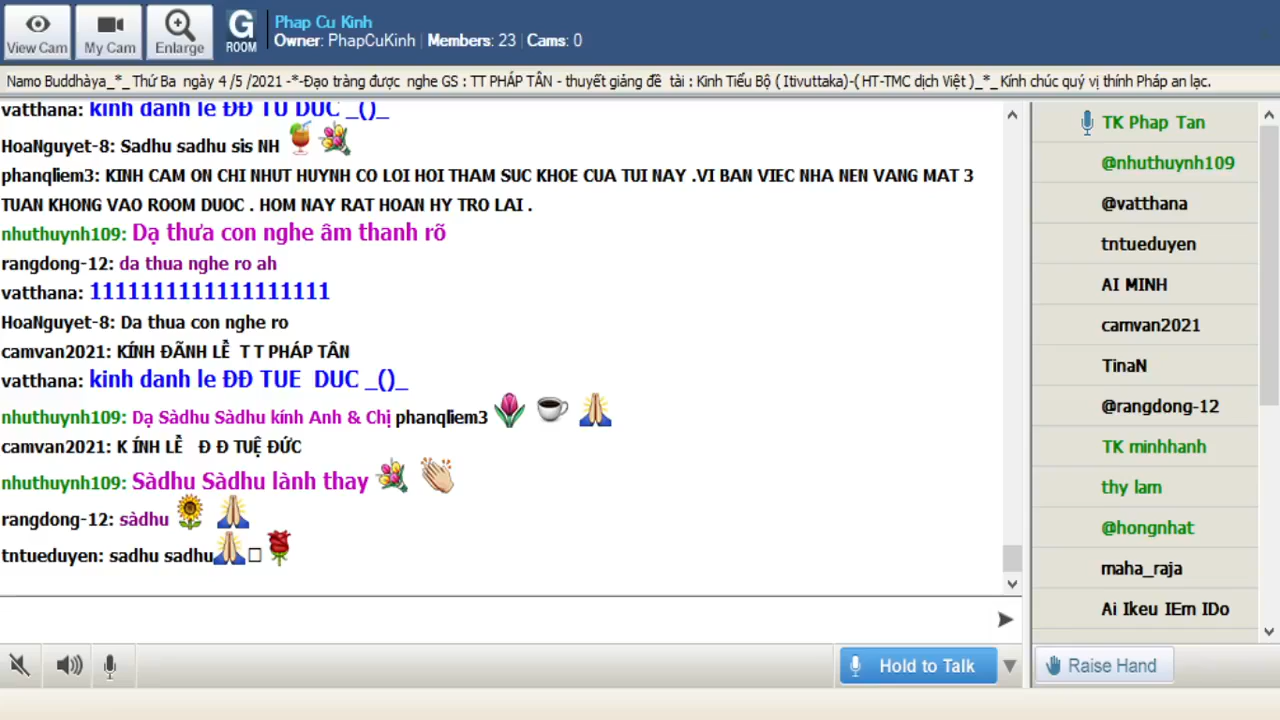 View Cam
My Cam
Enlarge
G
ROOM
Phap Cu Kinh
Owner: PhapCuKinh | Members: 23 | Cams: 0
Namo Buddhàya_*_Thứ Ba ngày 4 /5 /2021 -*-Đạo tràng được nghe GS : TT PHÁP TÂN - thuyết giảng đề tài : Kinh Tiểu Bộ ( Itivuttaka)-( HT-TMC dịch Việt )_*_Kính chúc quý vị thính Pháp an lạc.
vatthana: kinh danh le ĐĐ TU DUC _()_
HoaNguyet-8: Sadhu sadhu sis NH
phanqliem3: KINH CAM ON CHI NHUT HUYNH CO LOI HOI THAM SUC KHOE CUA TUI NAY .VI BAN VIEC NHA NEN VANG MAT 3
TUAN KHONG VAO ROOM DUOC . HOM NAY RAT HOAN HY TRO LAI .
nhuthuynh109: Dạ thưa con nghe âm thanh rõ
rangdong-12: da thua nghe ro ah
vatthana: 1111111111111111111
HoaNguyet-8: Da thua con nghe ro
camvan2021: KÍNH ĐÃNH LỄ T T PHÁP TÂN
vatthana: kinh danh le ĐĐ TUE DUC _()_
nhuthuynh109: Dạ Sàdhu Sàdhu kính Anh & Chị phanqliem3
camvan2021: K ÍNH LỄ Đ Đ TUỆ ĐỨC
nhuthuynh109: Sàdhu Sàdhu lành thay
rangdong-12: sàdhu
tntueduyen: sadhu sadhu
Hold to Talk
TK Phap Tan
@nhuthuynh109
@vatthana
tntueduyen
AI MINH
camvan2021
TinaN
@rangdong-12
TK minhhanh
thy lam
@hongnhat
maha_raja
Ai Ikeu IEm IDo
Raise Hand